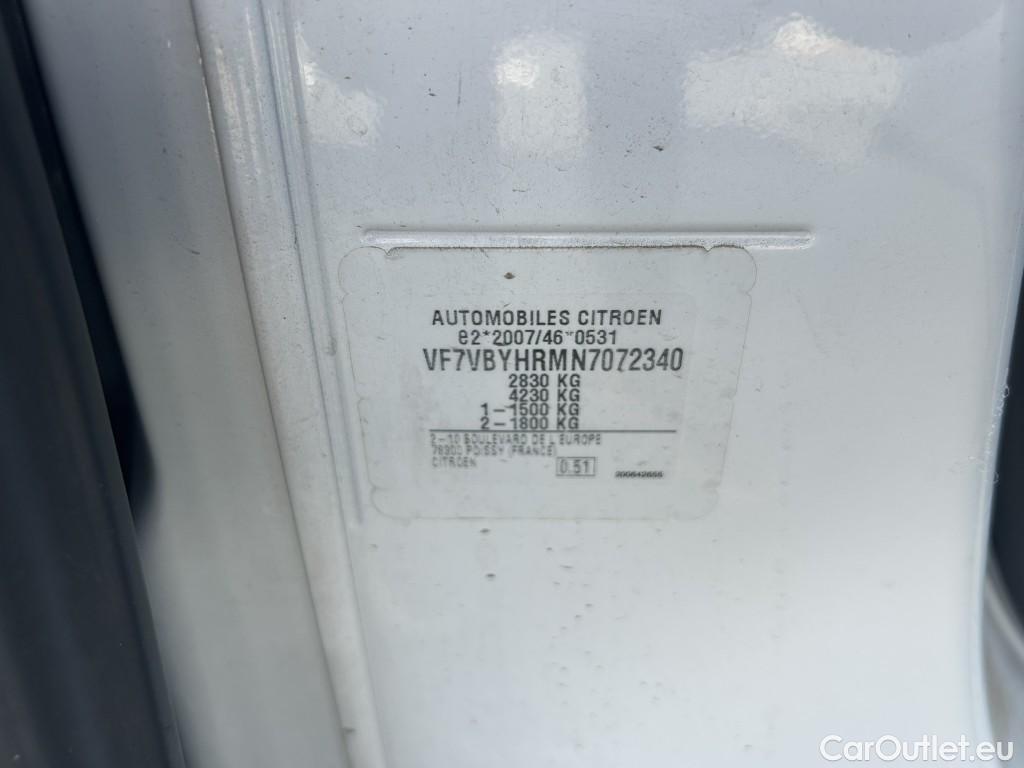 AUTOMOBILES CITROEN
e2*2007/46*0531
VF7VBYHRMN7072340
2830 KG
4230 KG
1-1500 KG
2-1800 KG
2-10 BOULEVARD DE L'EUROPE
78300 POISSY (FRANCE)
CITROEN
0.51
200642655
CarOutlet.eu